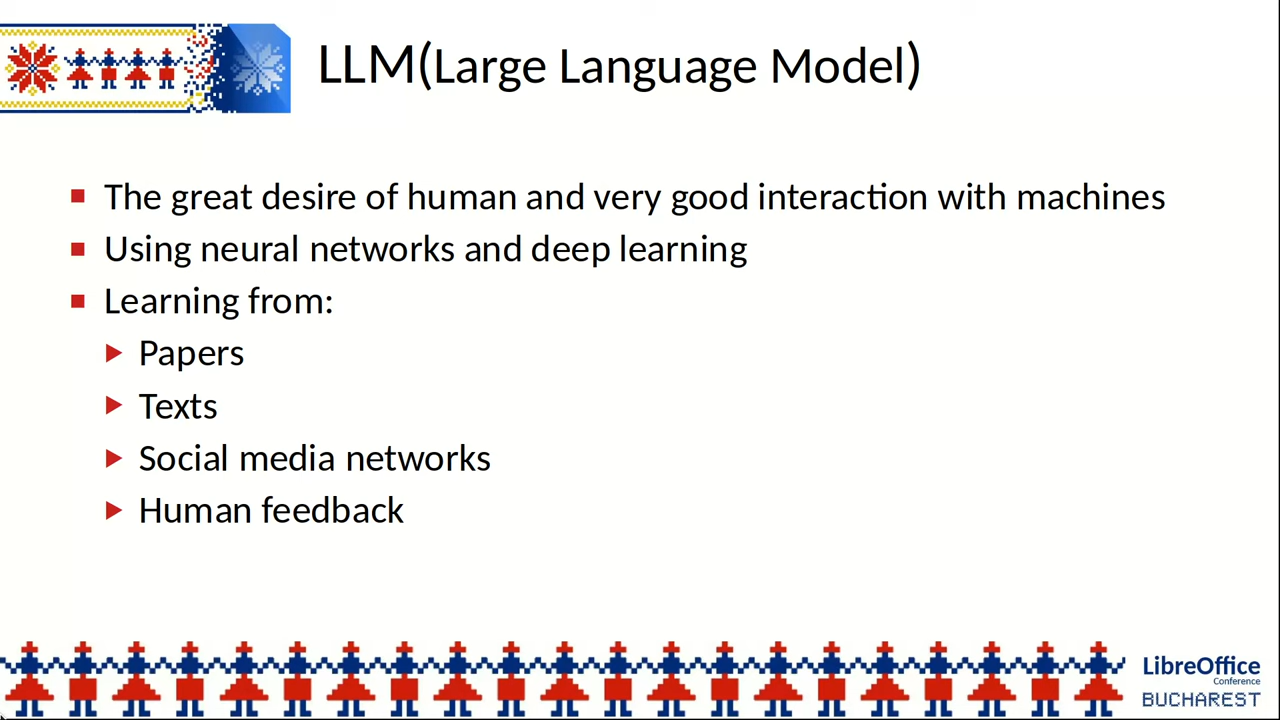 LLM(Large Language Model)
The great desire of human and very good interaction with machines
Using neural networks and deep learning
Learning from:
Papers
Texts
Social media networks
Human feedback
LibreOffice
Conference
BUCHAREST